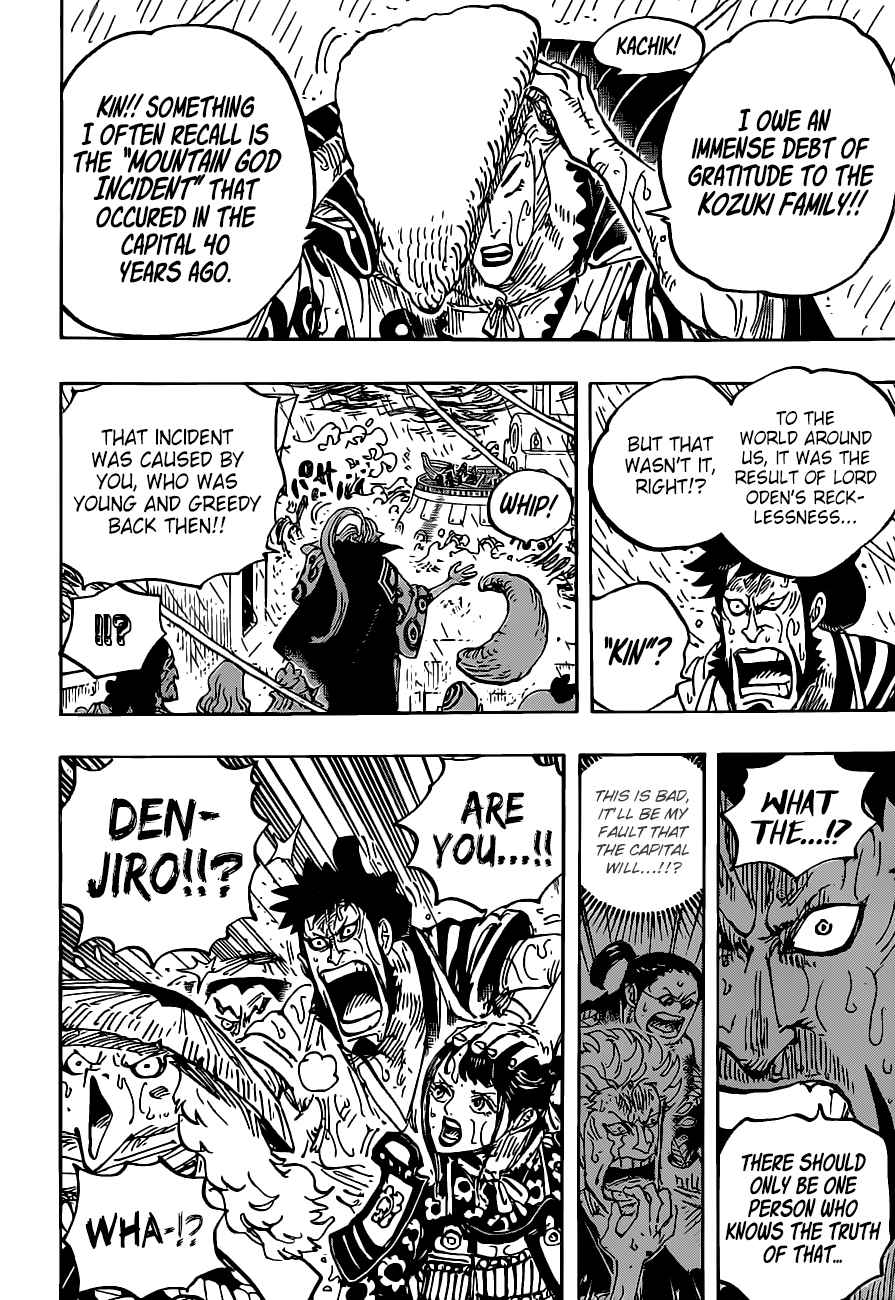 KACHIK!
I OWE AN
IMMENSE DEBT OF
GRATITUDE TO THE
KOZUKI FAMILY!!
KIN!! SOMETHING
I OFTEN RECALL IS
THE "MOUNTAIN GOD
INCIDENT" THAT
OCCURED IN THE
CAPITAL 40
YEARS AGO.
TO THE
WORLD AROUND
US, IT WAS THE
RESULT OF LORD
ODEN'S RECK-
LESSNESS...
BUT THAT
WASN'T IT,
RIGHT!?
"KIN"?
WHIP!
THAT INCIDENT
WAS CAUSED BY
YOU, WHO WAS
YOUNG AND GREEDY
BACK THEN!!
!!?
WHAT
THE...!?
THERE SHOULD
ONLY BE ONE
PERSON WHO
KNOWS THE TRUTH
OF THAT...
THIS IS BAD,
IT'LL BE MY
FAULT THAT
THE CAPITAL
WILL...!!?
ARE
YOU...!!
DEN-
JIRO!!?
WHA-!?